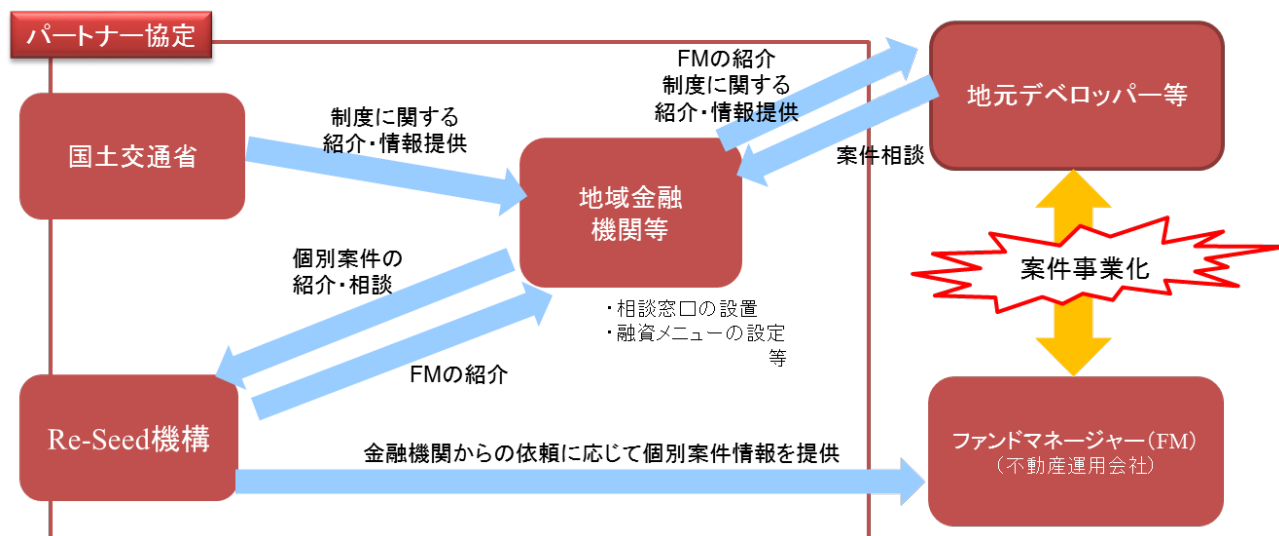 パートナー協定
国土交通省
制度に関する
紹介・情報提供
FMの紹介
制度に関する
紹介・情報提供
地元デベロッパー等
案件相談
地域金融
機関等
・相談窓口の設置
・融資メニューの設定
等
個別案件の
紹介・相談
FMの紹介
案件事業化
Re-Seed機構
金融機関からの依頼に応じて個別案件情報を提供
ファンドマネージャー(FM)
(不動産運用会社)